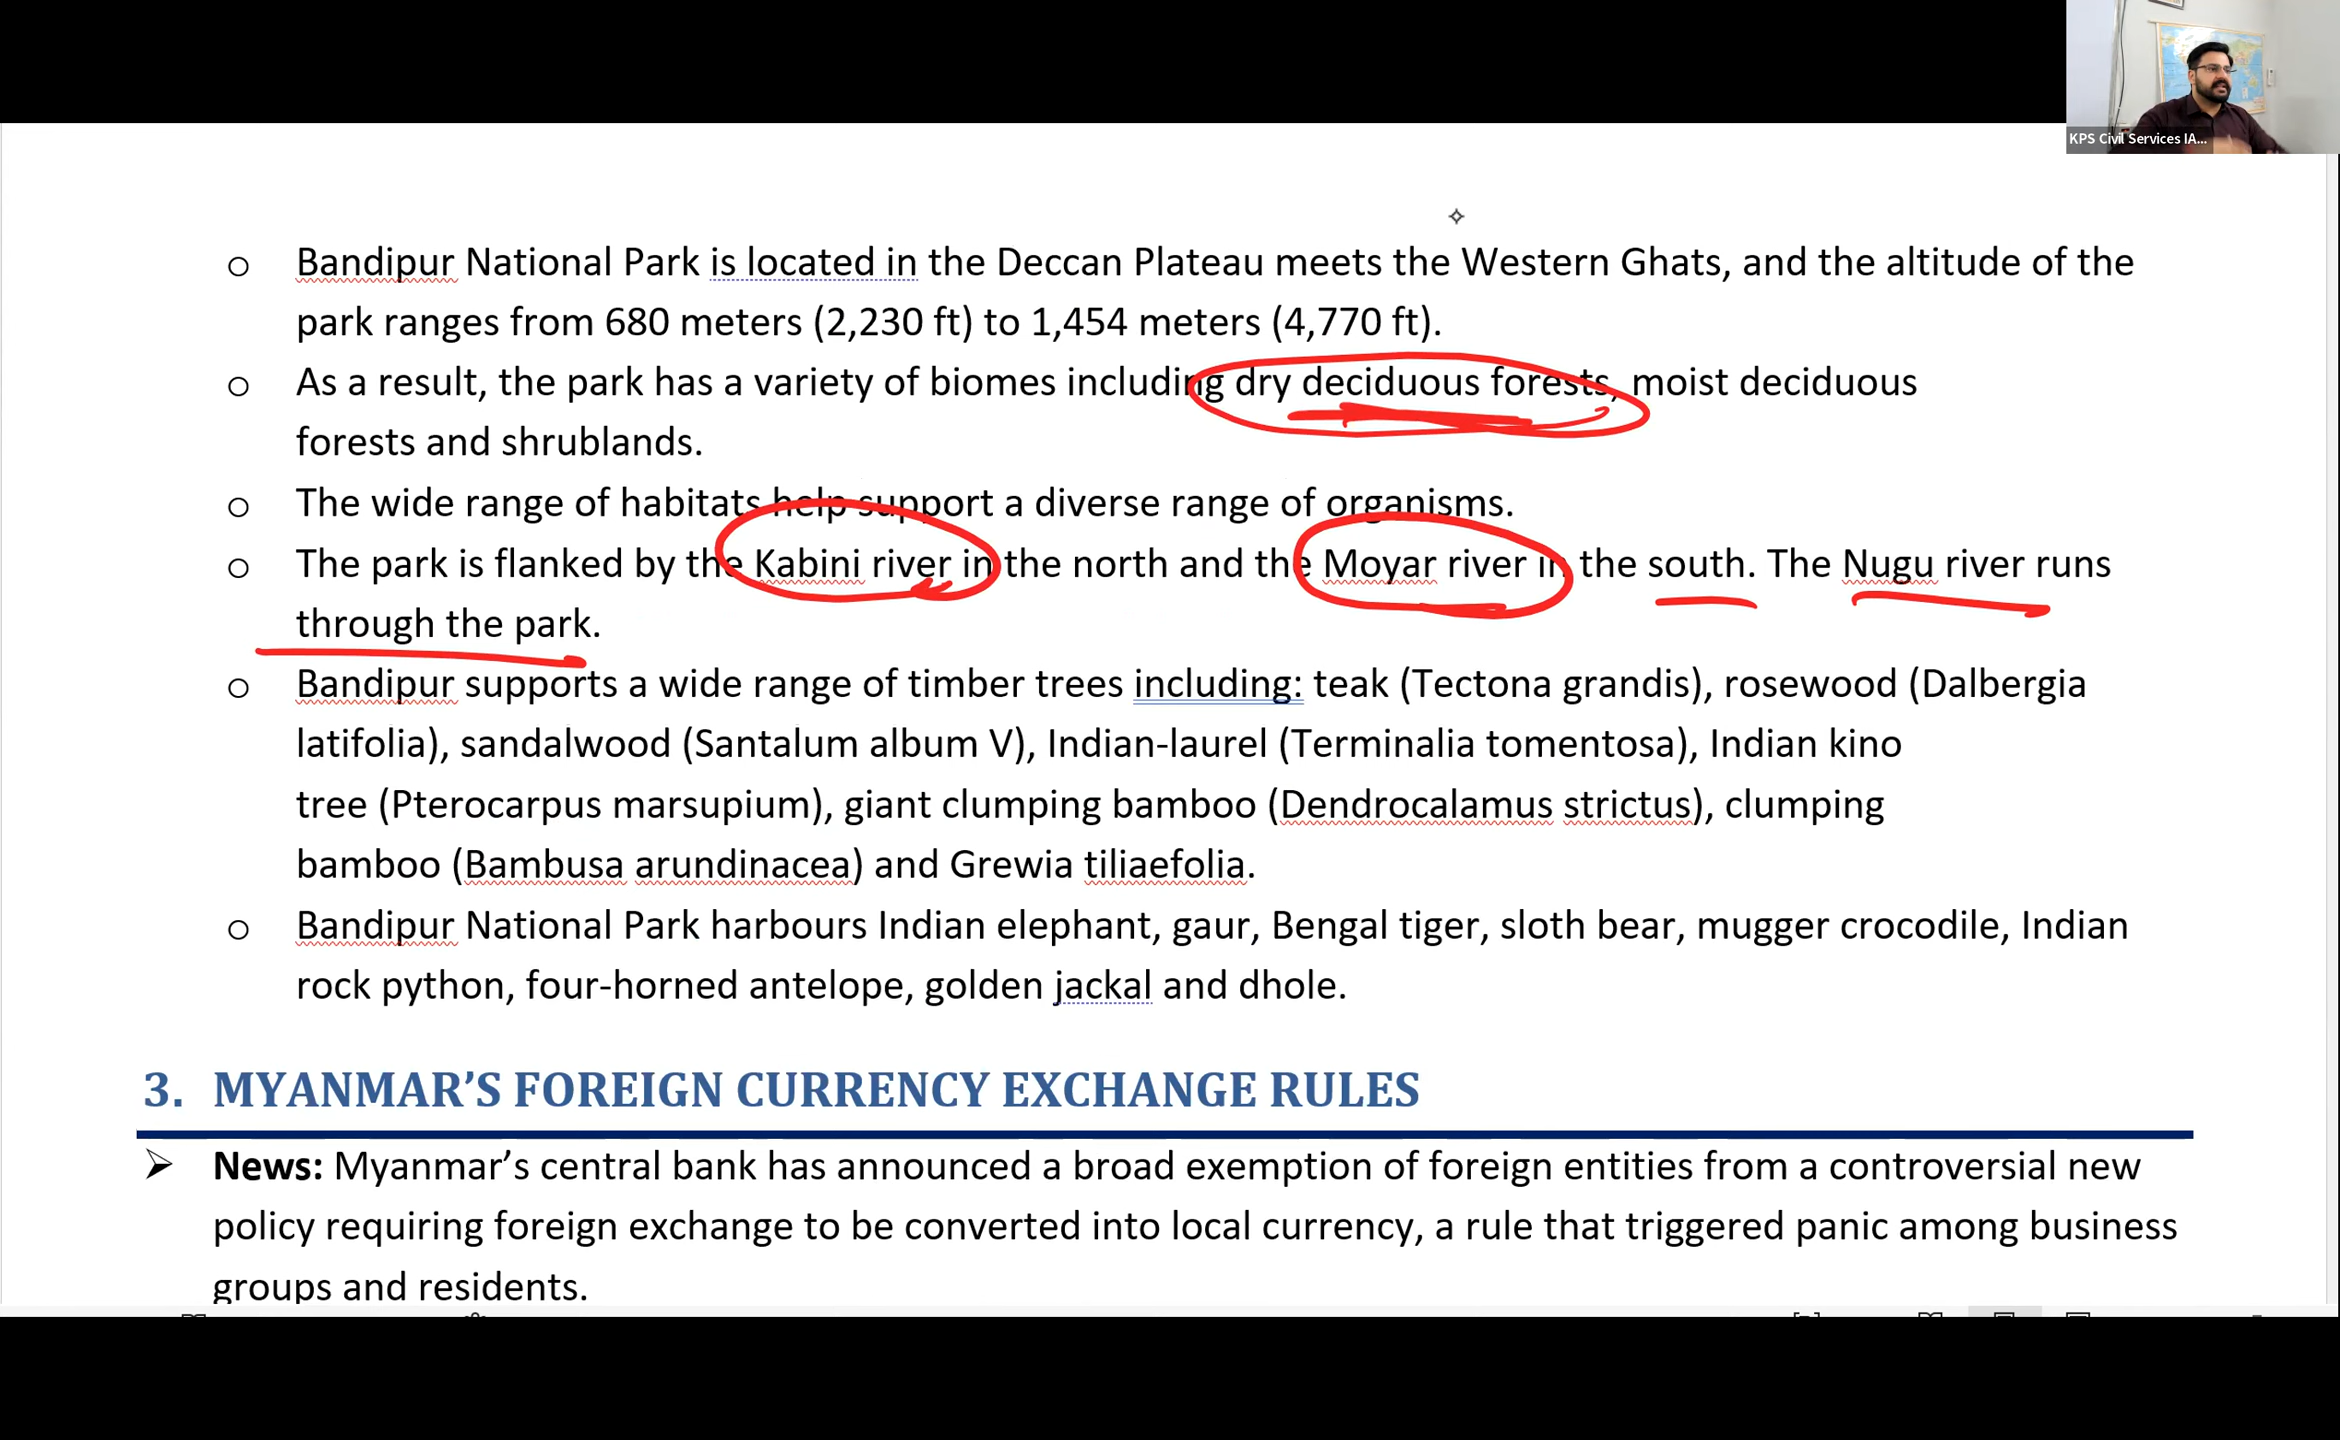 KPS Civil Services IA...
o Bandipur National Park is located in the Deccan Plateau meets the Western Ghats, and the altitude of the
park ranges from 680 meters (2,230 ft) to 1,454 meters (4,770 ft).
o As a result, the park has a variety of biomes including dry deciduous forests, moist deciduous
forests and shrublands.
o The wide range of habitats help support a diverse range of organisms.
o The park is flanked by the Kabini river in the north and the Moyar river in the south. The Nugu river runs
through the park.
o Bandipur supports a wide range of timber trees including: teak (Tectona grandis), rosewood (Dalbergia
latifolia), sandalwood (Santalum album V), Indian-laurel (Terminalia tomentosa), Indian kino
tree (Pterocarpus marsupium), giant clumping bamboo (Dendrocalamus strictus), clumping
bamboo (Bambusa arundinacea) and Grewia tiliaefolia.
o Bandipur National Park harbours Indian elephant, gaur, Bengal tiger, sloth bear, mugger crocodile, Indian
rock python, four-horned antelope, golden jackal and dhole.
3. MYANMAR’S FOREIGN CURRENCY EXCHANGE RULES
➢ News: Myanmar’s central bank has announced a broad exemption of foreign entities from a controversial new
policy requiring foreign exchange to be converted into local currency, a rule that triggered panic among business
groups and residents.